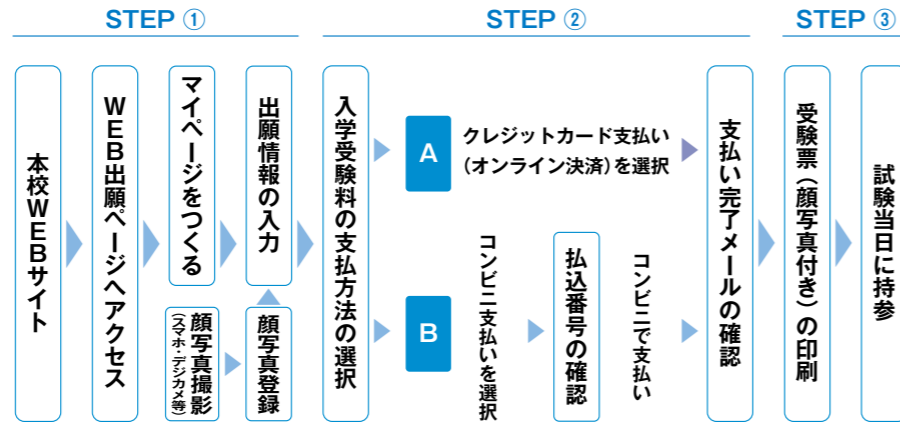 STEP ①
本校WEBサイト
WEB出願ページへアクセス
マイページをつくる
顔写真撮影
(スマホ・デジカメ等)
出願情報の入力
顔写真登録
STEP ②
入学受験料の支払方法の選択
A
クレジットカード支払い
(オンライン決済)を選択
B
コンビニ支払いを選択
払込番号の確認
コンビニで支払い
支払い完了メールの確認
STEP ③
受験票(顔写真付き)の印刷
試験当日に持参